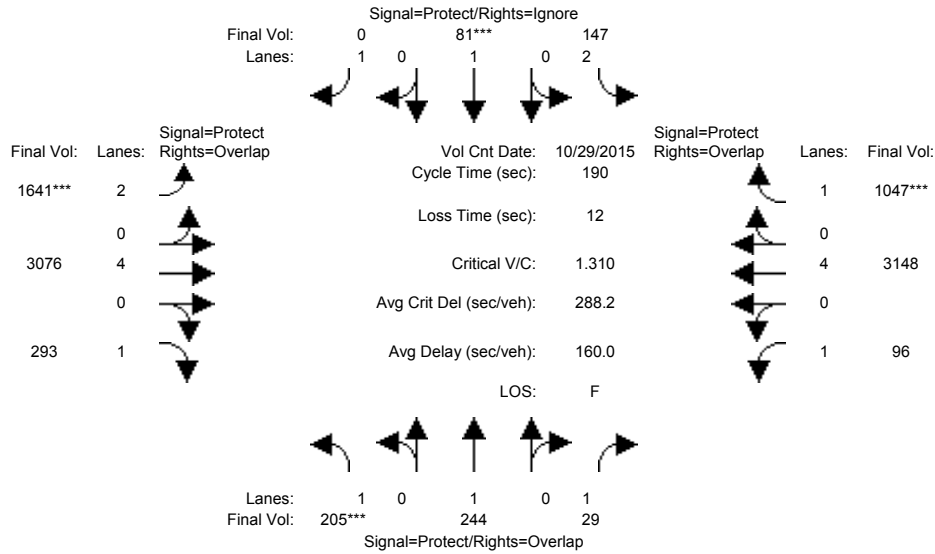 Signal=Protect/Rights=Ignore
Final Vol: 0 81*** 147
Lanes: 1 0 1 0 2
Signal=Protect Signal=Protect
Final Vol: Lanes: Rights=Overlap Vol Cnt Date: 10/29/2015 Rights=Overlap Lanes: Final Vol:
Cycle Time (sec): 190
1641*** 2 1 1047***
Loss Time (sec): 12
0 0
3076 4 Critical V/C: 1.310 4 3148
0 Avg Crit Del (sec/veh): 288.2 0
293 1 Avg Delay (sec/veh): 160.0 1 96
LOS: F
Lanes: 1 0 1 0 1
Final Vol: 205*** 244 29
Signal=Protect/Rights=Overlap